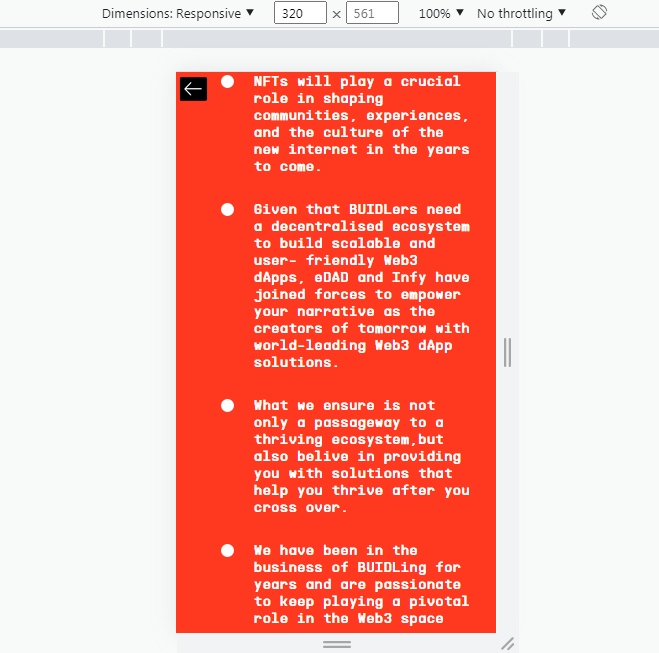 Dimensions: Responsive ▼ 320 x 561 100% ▼ No throttling ▼
NFTs will play a crucial
role in shaping
communities, experiences,
and the culture of the
new internet in the years
to come.
Given that BUIDLers need
a decentralised ecosystem
to build scalable and
user- friendly Web3
dApps, eDAO and Infy have
joined forces to empower
your narrative as the
creators of tomorrow with
world-leading Web3 dApp
solutions.
What we ensure is not
only a passageway to a
thriving ecosystem,but
also belive in providing
you with solutions that
help you thrive after you
cross over.
We have been in the
business of BUIDLing for
years and are passionate
to keep playing a pivotal
role in the Web3 space